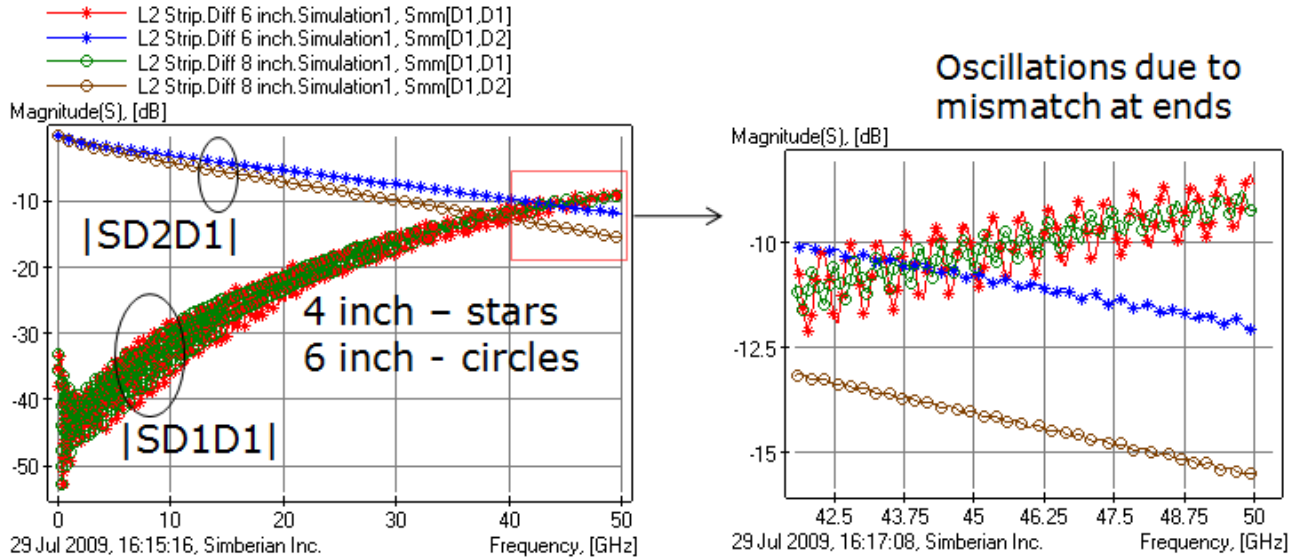 L2 Strip.Diff 6 inch.Simulation1, Smm[D1,D1]
L2 Strip.Diff 6 inch.Simulation1, Smm[D1,D2]
L2 Strip.Diff 8 inch.Simulation1, Smm[D1,D1]
L2 Strip.Diff 8 inch.Simulation1, Smm[D1,D2]
Magnitude(S), [dB]
-10
-20
-30
-40
-50
|SD2D1|
4 inch – stars
6 inch - circles
|SD1D1|
0 10 20 30 40 50
29 Jul 2009, 16:15:16, Simberian Inc. Frequency, [GHz]
Oscillations due to
mismatch at ends
Magnitude(S), [dB]
-10
-12.5
-15
42.5 43.75 45 46.25 47.5 48.75 50
29 Jul 2009, 16:17:08, Simberian Inc. Frequency, [GHz]